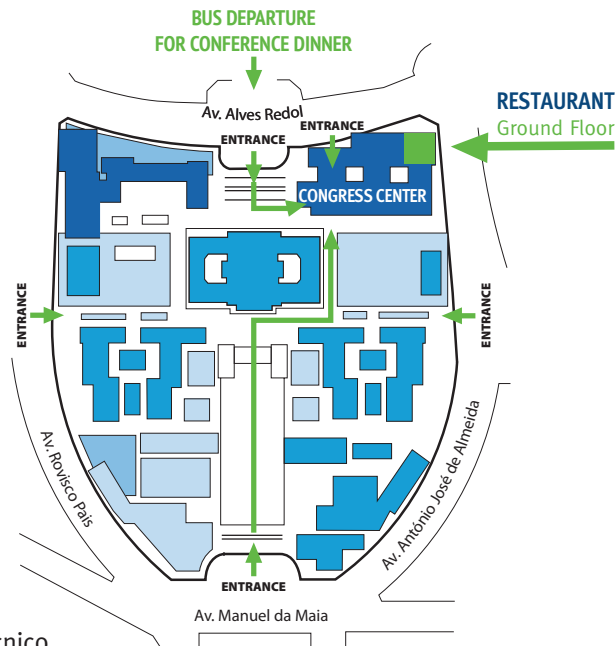 BUS DEPARTURE
FOR CONFERENCE DINNER
Av. Alves Redol
ENTRANCE
ENTRANCE
RESTAURANT
Ground Floor
CONGRESS CENTER
ENTRANCE
ENTRANCE
Av. Rovisco Pais
Av. António José de Almeida
ENTRANCE
Av. Manuel da Maia